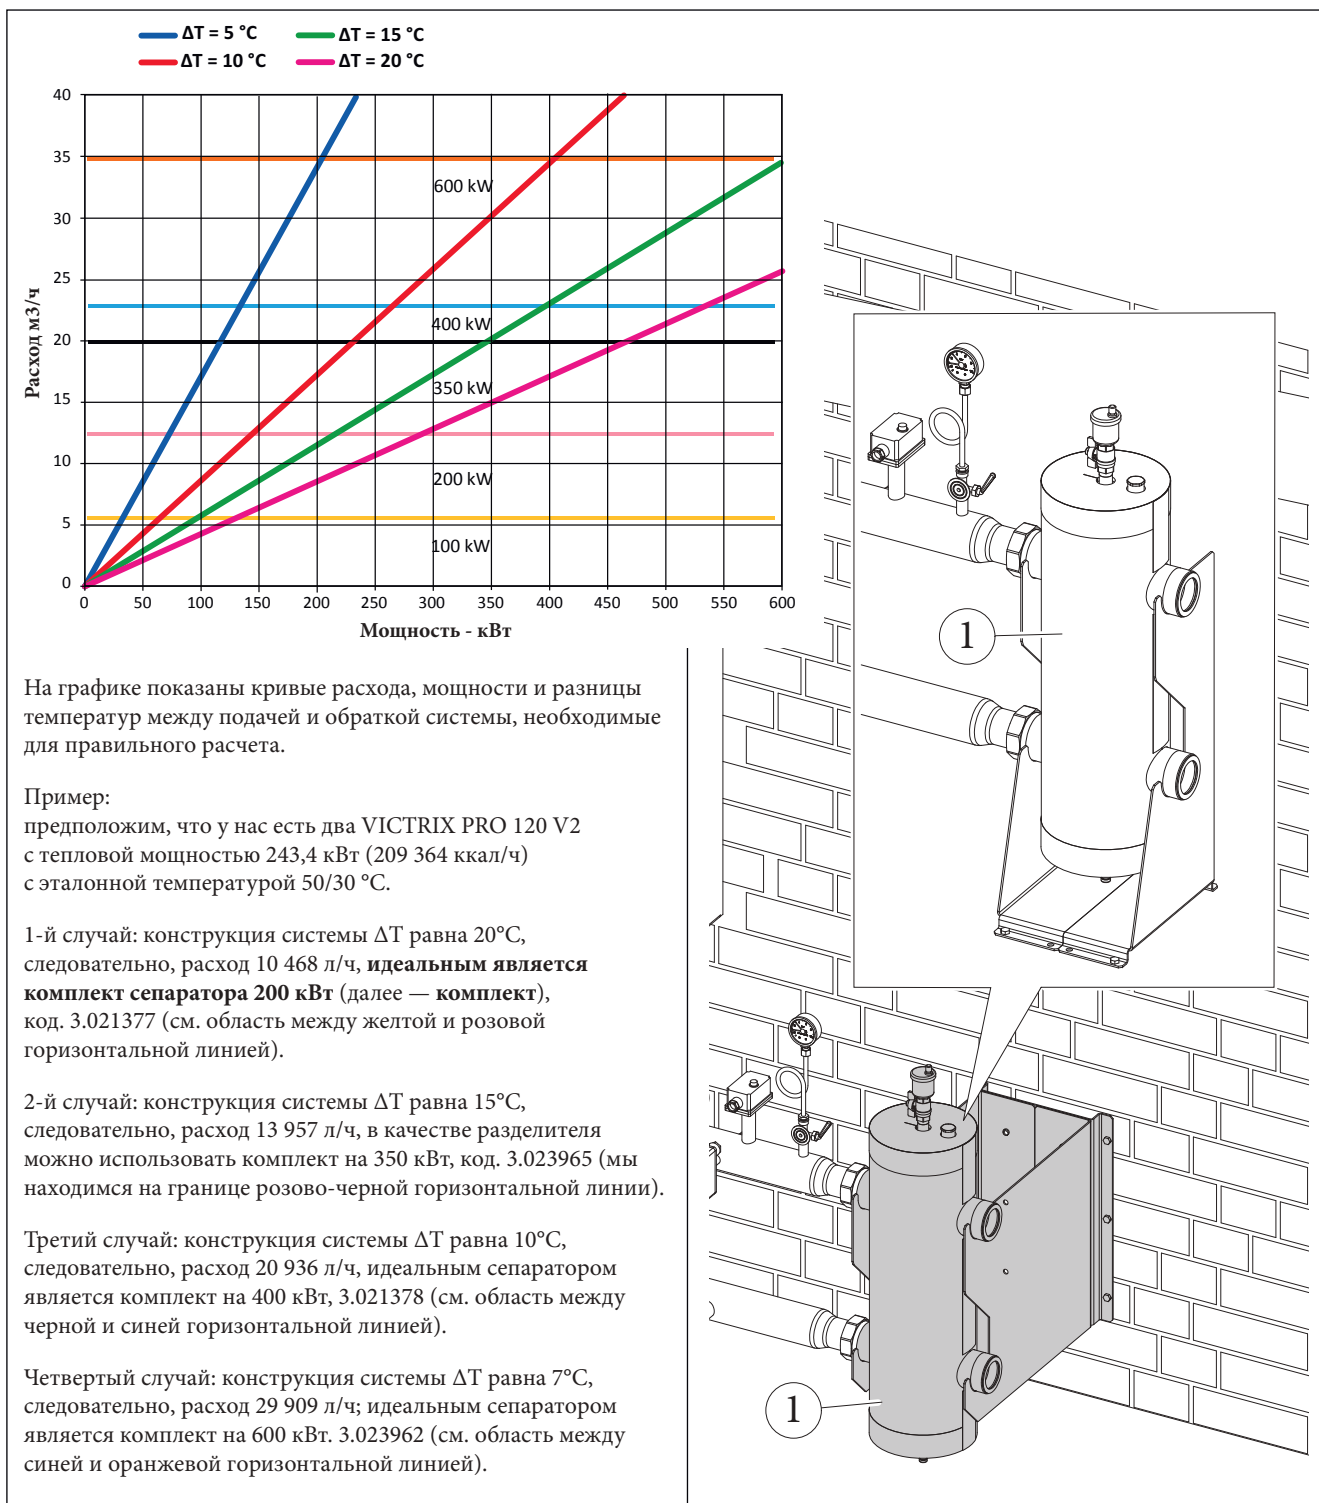 ΔT = 5 °C
ΔT = 15 °C
ΔT = 10 °C
ΔT = 20 °C
40
35
30
25
20
15
10
5
0
Расход м3/ч
600 kW
400 kW
350 kW
200 kW
100 kW
0 50 100 150 200 250 300 350 400 450 500 550 600
Мощность - кВт
На графике показаны кривые расхода, мощности и разницы
температур между подачей и обраткой системы, необходимые
для правильного расчета.
Пример:
предположим, что у нас есть два VICTRIX PRO 120 V2
с тепловой мощностью 243,4 кВт (209 364 ккал/ч)
с эталонной температурой 50/30 °C.
1-й случай: конструкция системы ΔT равна 20°C,
следовательно, расход 10 468 л/ч, идеальным является
комплект сепаратора 200 кВт (далее — комплект),
код. 3.021377 (см. область между желтой и розовой
горизонтальной линией).
2-й случай: конструкция системы ΔT равна 15°C,
следовательно, расход 13 957 л/ч, в качестве разделителя
можно использовать комплект на 350 кВт, код. 3.023965 (мы
находимся на границе розово-черной горизонтальной линии).
Третий случай: конструкция системы ΔT равна 10°C,
следовательно, расход 20 936 л/ч, идеальным сепаратором
является комплект на 400 кВт, 3.021378 (см. область между
черной и синей горизонтальной линией).
Четвертый случай: конструкция системы ΔT равна 7°C,
следовательно, расход 29 909 л/ч; идеальным сепаратором
является комплект на 600 кВт. 3.023962 (см. область между
синей и оранжевой горизонтальной линией).
1
1